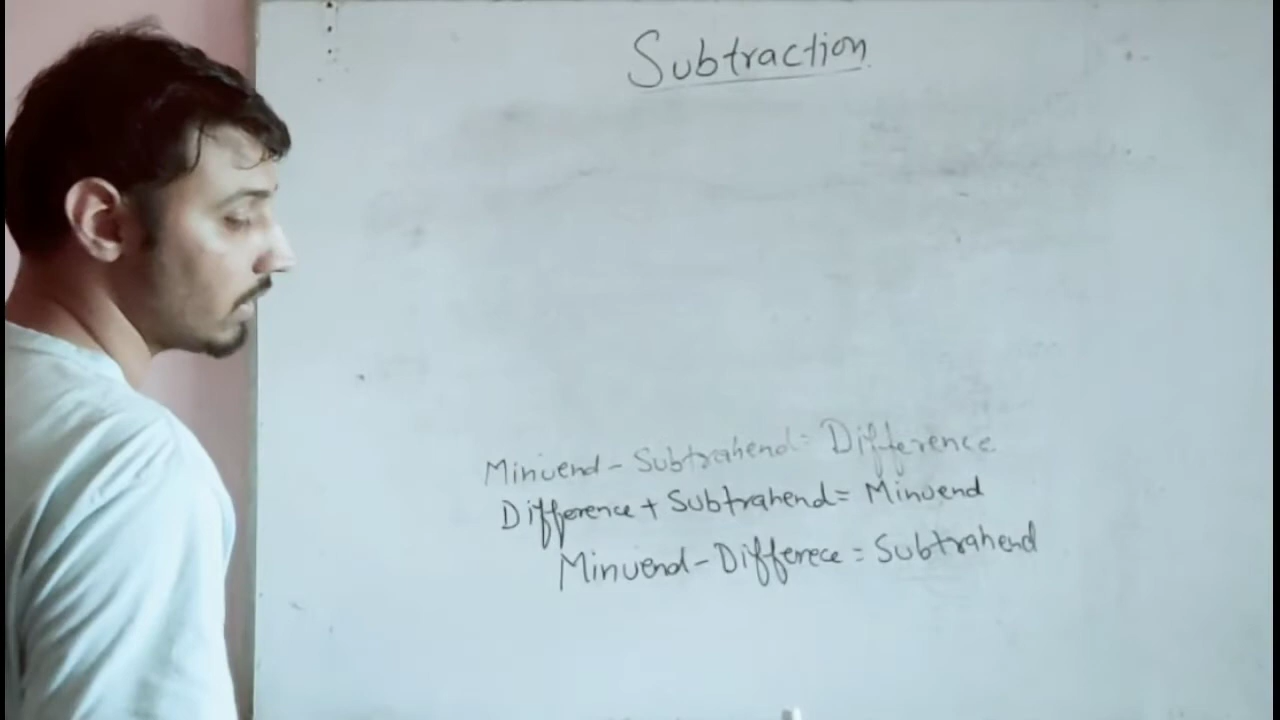 Subtraction
Minuend - Subtrahend = Difference
Difference + Subtrahend = Minuend
Minuend - Differece = Subtrahend